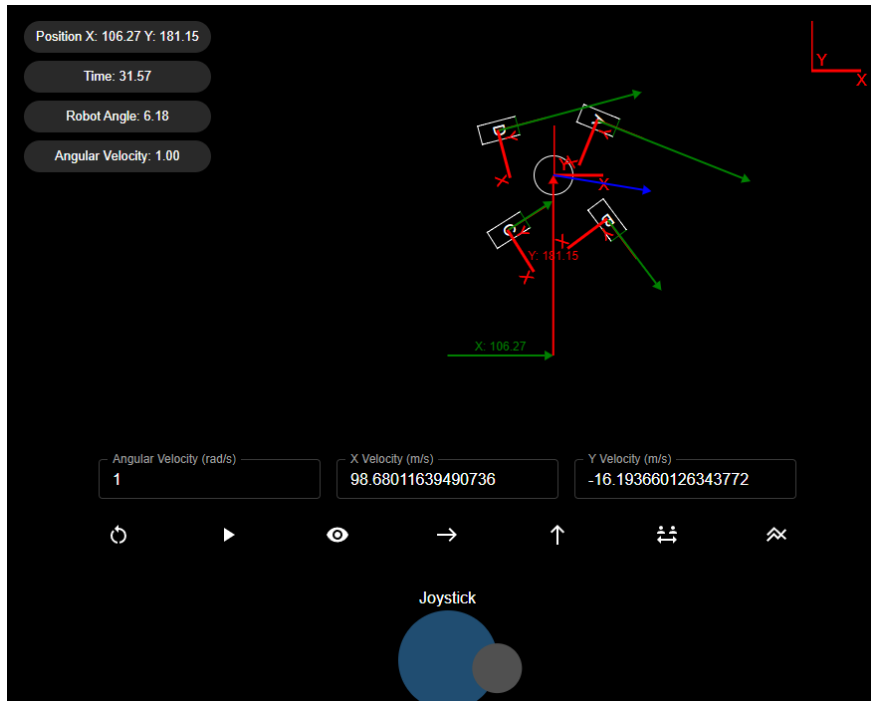 Position X: 106.27 Y: 181.15
Time: 31.57
Robot Angle: 6.18
Angular Velocity: 1.00
Y
X
D
Y
X
A
Y
X
Y
X
C
Y
X
B
Y
X
Y: 181.15
X: 106.27
Angular Velocity (rad/s)
1
X Velocity (m/s)
98.68011639490736
Y Velocity (m/s)
-16.193660126343772
Joystick